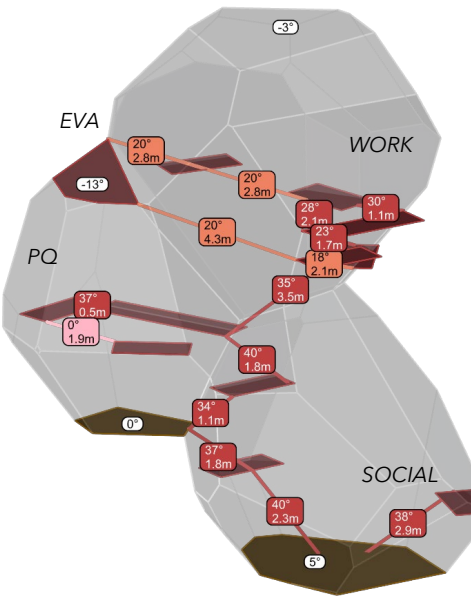 -3°
EVA
WORK
20°
2.8m
20°
2.8m
-13°
30°
1.1m
28°
2.1m
20°
4.3m
23°
1.7m
18°
2.1m
PQ
35°
3.5m
37°
0.5m
0°
1.9m
40°
1.8m
34°
1.1m
0°
37°
1.8m
SOCIAL
40°
2.3m
38°
2.9m
5°